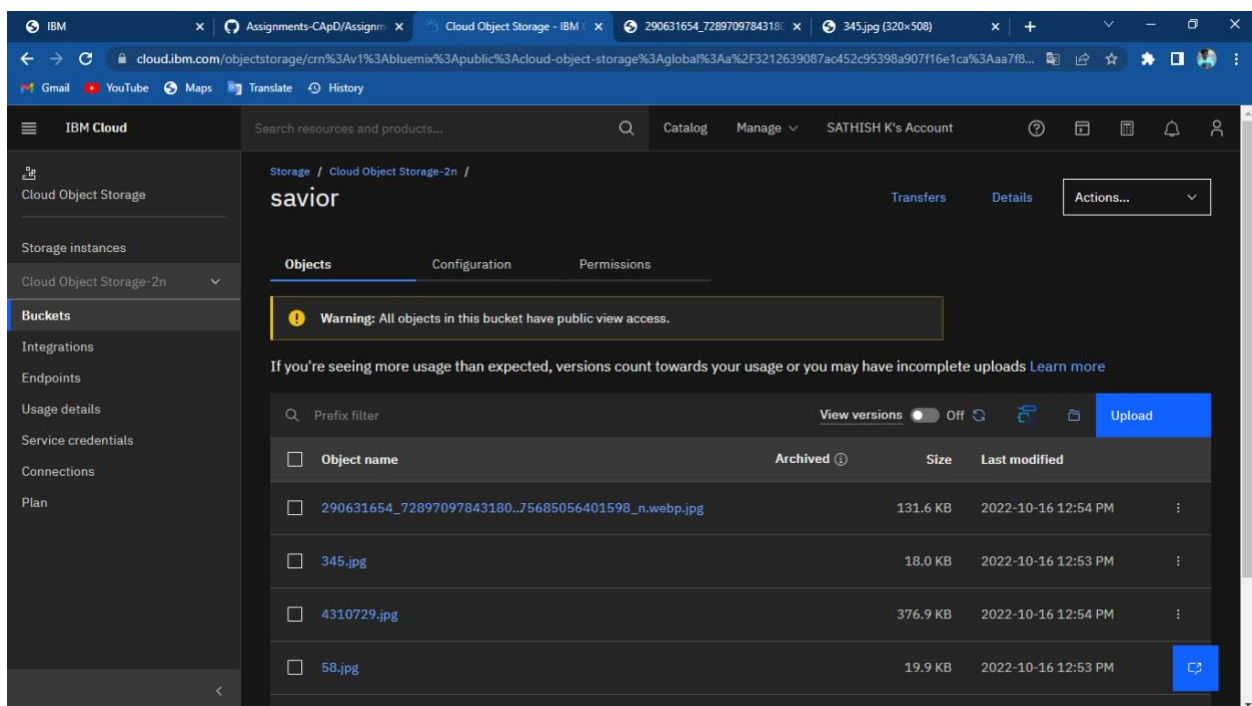 IBM
Assignments-CApD/Assignm
Cloud Object Storage - IBM C
290631654_7289709784318
345.jpg (320×508)
cloud.ibm.com/objectstorage/crn%3Av1%3Abluemix%3Apublic%3Acloud-object-storage%3Aglobal%3Aa%2F3212639087ac452c95398a907f16e1ca%3Aaa7f8...
Gmail YouTube Maps Translate History
IBM Cloud
Search resources and products...
Catalog Manage SATHISH K's Account
Cloud Object Storage
Storage instances
Cloud Object Storage-2n
Buckets
Integrations
Endpoints
Usage details
Service credentials
Connections
Plan
Storage / Cloud Object Storage-2n /
savior
Transfers Details Actions...
Objects Configuration Permissions
Warning: All objects in this bucket have public view access.
If you're seeing more usage than expected, versions count towards your usage or you may have incomplete uploads Learn more
Prefix filter View versions Off Upload
Object name Archived Size Last modified
290631654_72897097843180..75685056401598_n.webp.jpg 131.6 KB 2022-10-16 12:54 PM
345.jpg 18.0 KB 2022-10-16 12:53 PM
4310729.jpg 376.9 KB 2022-10-16 12:54 PM
58.jpg 19.9 KB 2022-10-16 12:53 PM